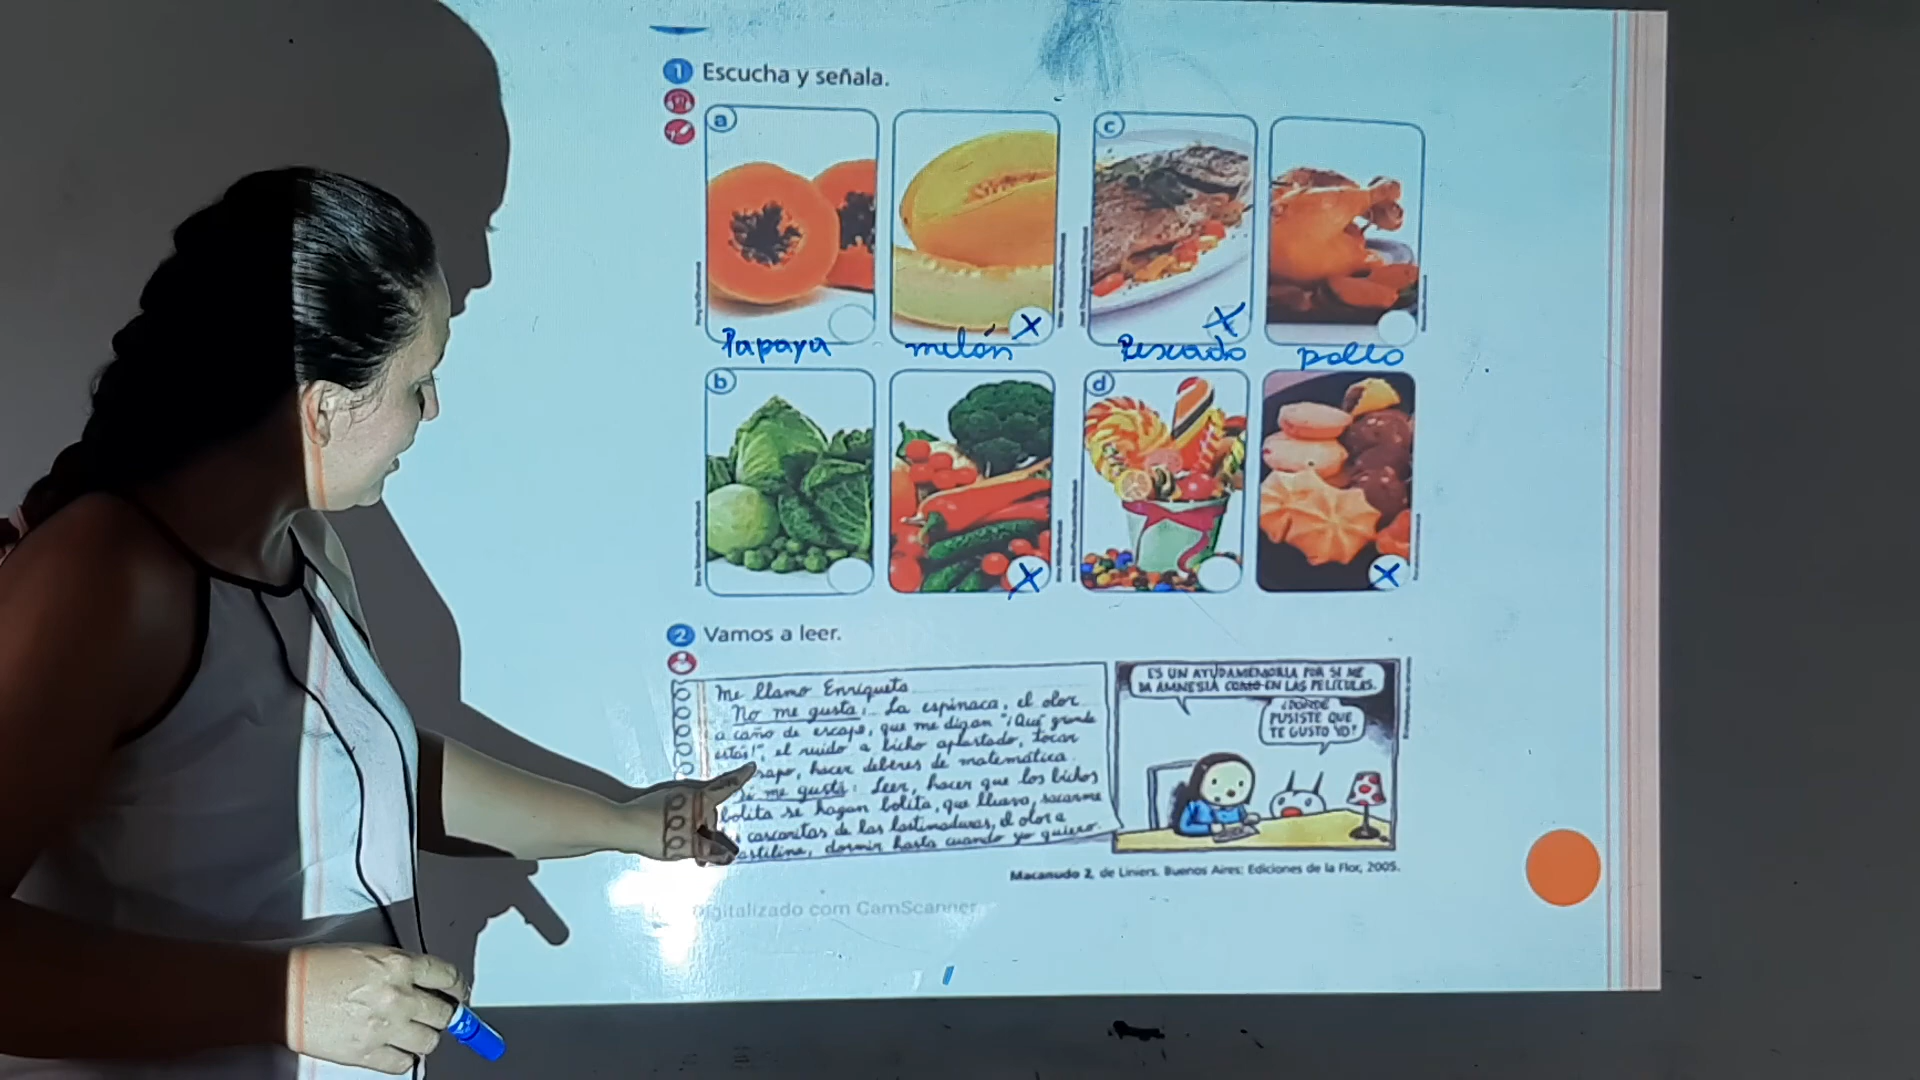 1 Escucha y señala.
a
c
Papaya melón Pescado pollo
b
d
2 Vamos a leer.
Me llamo Enriqueta
No me gusta: La espinaca, el olor
a caño de escape, que me digan "¡Qué grande
estás!", el ruido a bicho aplastado, tocar
sapo, hacer deberes de matemática.
Sí me gusta: Leer, hacer que los bichos
bolita se hagan bolita, que llueva, sacarme
cascaritas de las lastimaduras, el olor a
plastilina, dormir hasta cuando yo quiero.
ES UN AYUDAMEMORIA POR SI ME
DA AMNESIA COMO EN LAS PELÍCULAS.
¿DÓNDE
PUSISTE QUE
TE GUSTO YO?
Macanudo 2, de Liniers. Buenos Aires: Ediciones de la Flor, 2005.
Digitalizado com CamScanner